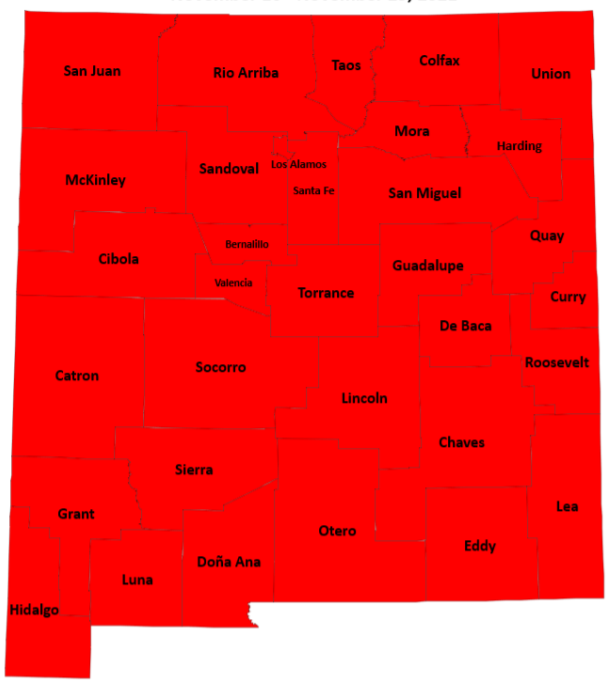 San Juan
Rio Arriba
Taos
Colfax
Union
Mora
Harding
McKinley
Sandoval
Los Alamos
Santa Fe
San Miguel
Cibola
Bernalillo
Valencia
Torrance
Guadalupe
Quay
Curry
De Baca
Roosevelt
Catron
Socorro
Lincoln
Chaves
Sierra
Grant
Otero
Lea
Eddy
Doña Ana
Luna
Hidalgo